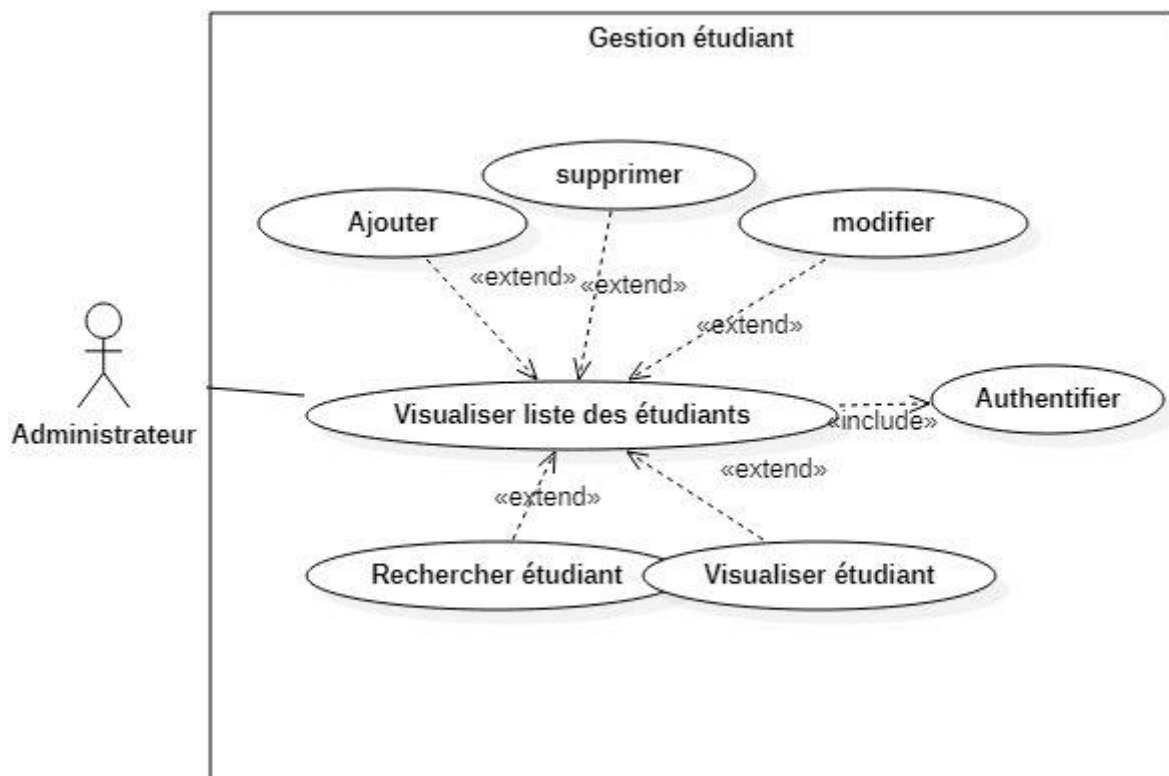 Gestion étudiant
supprimer
Ajouter
modifier
«extend»
«extend»
«extend»
Administrateur
Visualiser liste des étudiants
Authentifier
«include»
«extend»
«extend»
Rechercher étudiant
Visualiser étudiant